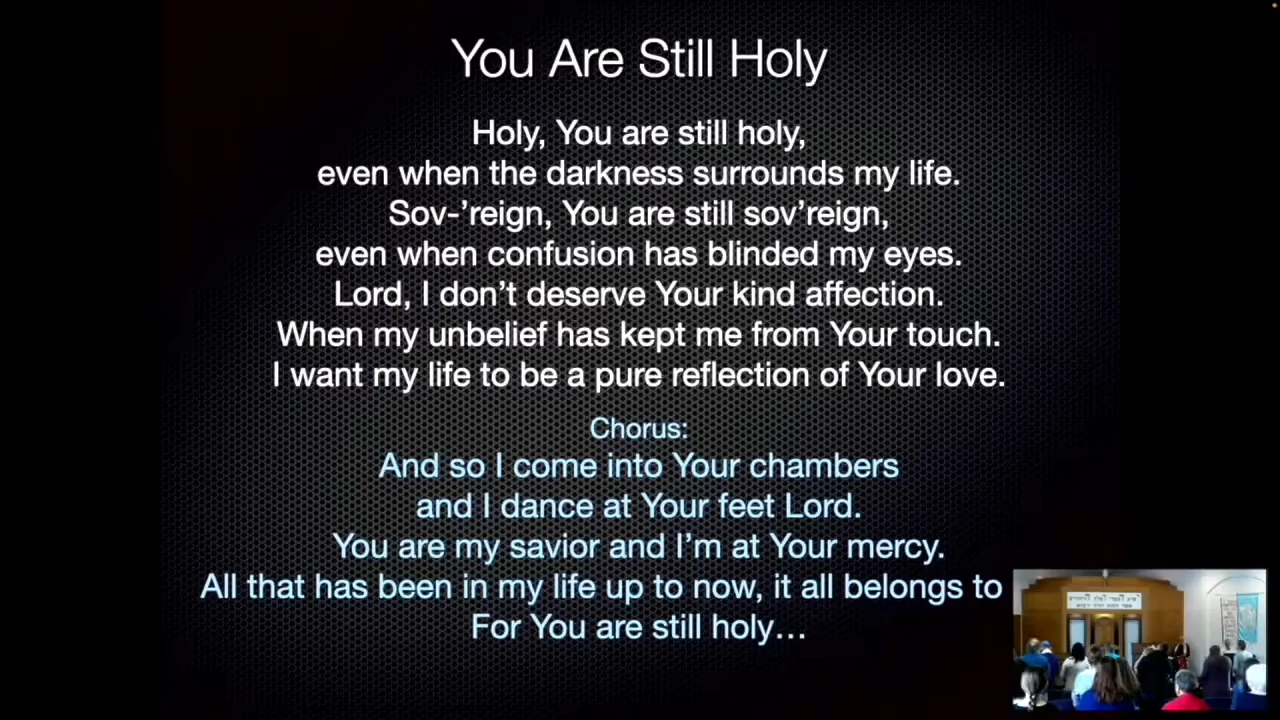 You Are Still Holy
Holy, You are still holy,
even when the darkness surrounds my life.
Sov-’reign, You are still sov’reign,
even when confusion has blinded my eyes.
Lord, I don’t deserve Your kind affection.
When my unbelief has kept me from Your touch.
I want my life to be a pure reflection of Your love.
Chorus:
And so I come into Your chambers
and I dance at Your feet Lord.
You are my savior and I’m at Your mercy.
All that has been in my life up to now, it all belongs to
For You are still holy…